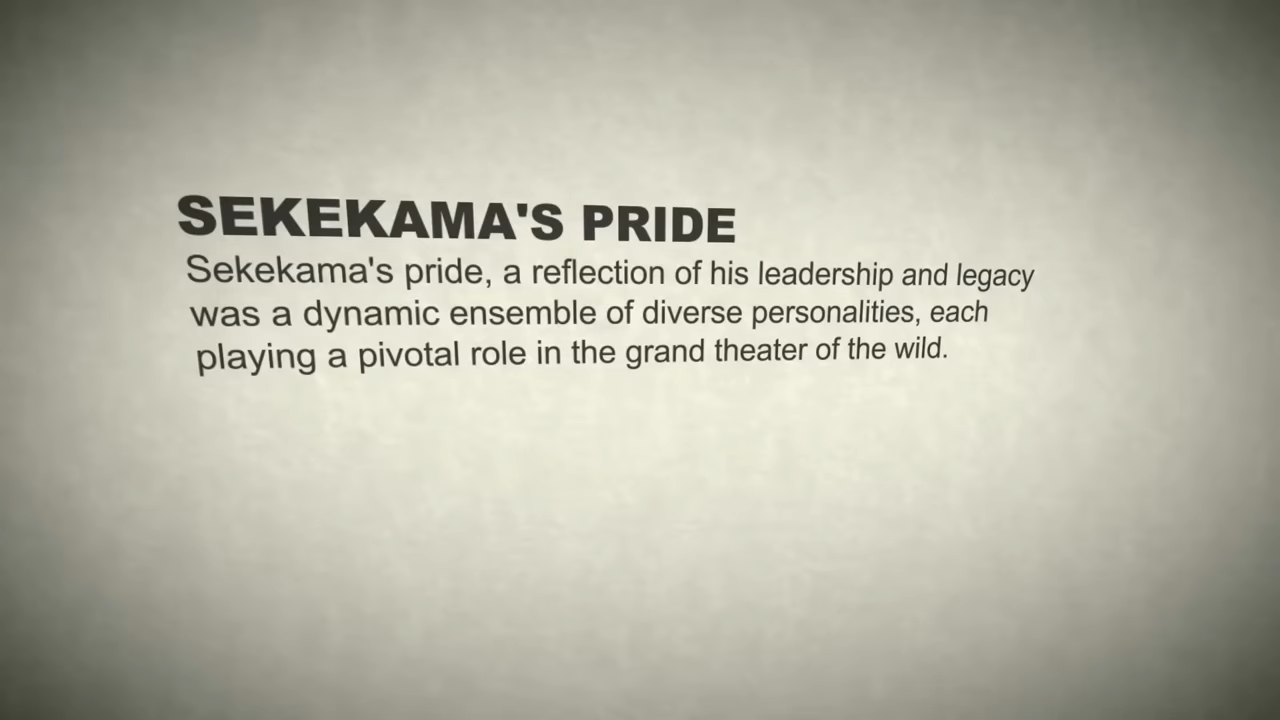 SEKEKAMA'S PRIDE
Sekekama's pride, a reflection of his leadership and legacy
was a dynamic ensemble of diverse personalities, each
playing a pivotal role in the grand theater of the wild.